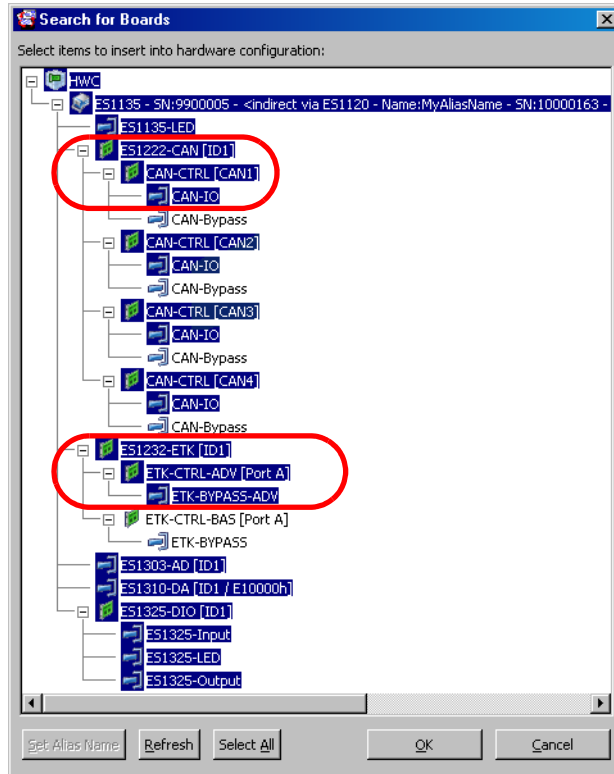 Search for Boards
Select items to insert into hardware configuration:
HWC
ES1135 - SN:9900005 - <indirect via ES1120 - Name:MyAliasName - SN:10000163 -
ES1135-LED
ES1222-CAN [ID1]
CAN-CTRL [CAN1]
CAN-IO
CAN-Bypass
CAN-CTRL [CAN2]
CAN-IO
CAN-Bypass
CAN-CTRL [CAN3]
CAN-IO
CAN-Bypass
CAN-CTRL [CAN4]
CAN-IO
CAN-Bypass
ES1232-ETK [ID1]
ETK-CTRL-ADV [Port A]
ETK-BYPASS-ADV
ETK-CTRL-BAS [Port A]
ETK-BYPASS
ES1303-AD [ID1]
ES1310-DA [ID1 / E10000h]
ES1325-DIO [ID1]
ES1325-Input
ES1325-LED
ES1325-Output
Set Alias Name Refresh Select All OK Cancel